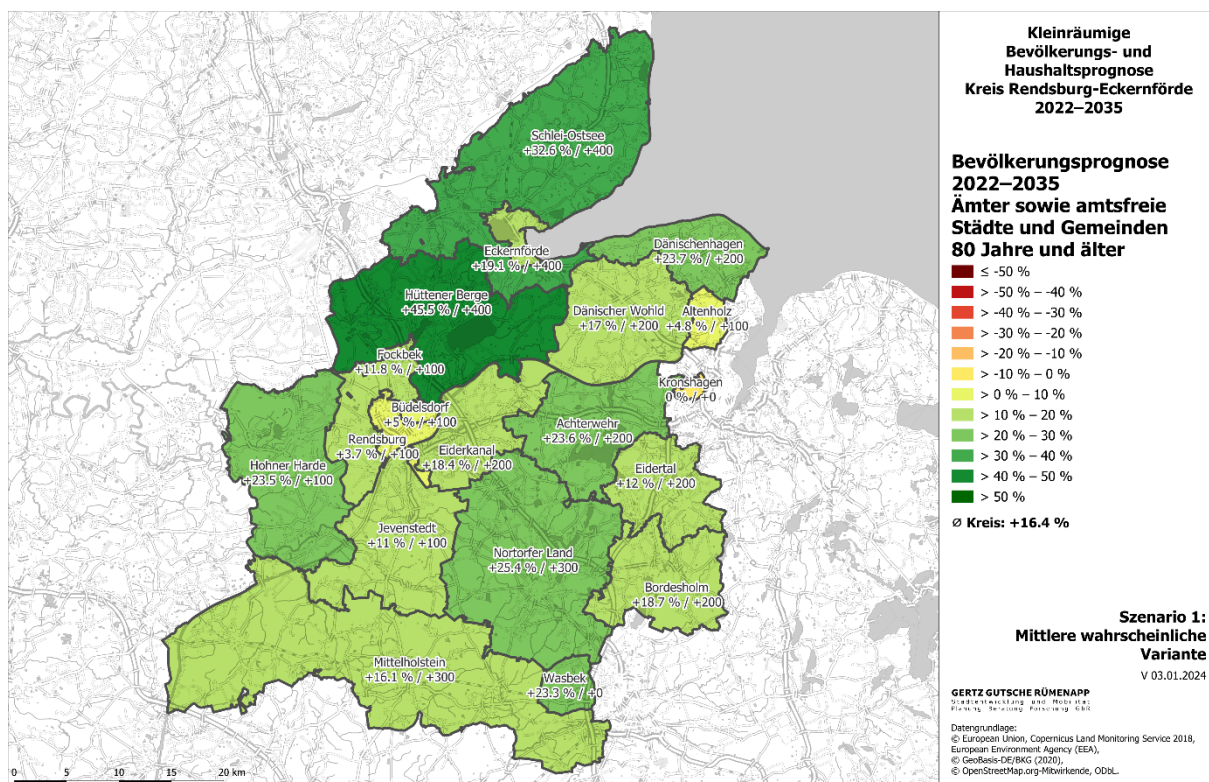 Schlei-Ostsee
+32.6 % / +400
Eckernförde
+19.1 % / +400
Dänischenhagen
+23.7 % / +200
Hüttener Berge
+45.5 % / +400
Dänischer Wohld
+17 % / +200
Altenholz
+4.8 % / +100
Fockbek
+11.8 % / +100
Kronshagen
0 % / +0
Büdelsdorf
+5 % / +100
Achterwehr
+23.6 % / +200
Rendsburg
+3.7 % / +100
Eiderkanal
+18.4 % / +200
Hohner Harde
+23.5 % / +100
Eidertal
+12 % / +200
Jevenstedt
+11 % / +100
Nortorfer Land
+25.4 % / +300
Bordesholm
+18.7 % / +200
Mittelholstein
+16.1 % / +300
Wasbek
+23.3 % / +0
0 5 10 15 20 km
Kleinräumige
Bevölkerungs- und
Haushaltsprognose
Kreis Rendsburg-Eckernförde
2022–2035
Bevölkerungsprognose
2022–2035
Ämter sowie amtsfreie
Städte und Gemeinden
80 Jahre und älter
≤ -50 %
> -50 % – -40 %
> -40 % – -30 %
> -30 % – -20 %
> -20 % – -10 %
> -10 % – 0 %
> 0 % – 10 %
> 10 % – 20 %
> 20 % – 30 %
> 30 % – 40 %
> 40 % – 50 %
> 50 %
⌀ Kreis: +16.4 %
Szenario 1:
Mittlere wahrscheinliche
Variante
V 03.01.2024
GERTZ GUTSCHE RÜMENAPP
Stadtentwicklung und Mobilität
Planung Beratung Forschung GbR
Datengrundlage:
© European Union, Copernicus Land Monitoring Service 2018,
European Environment Agency (EEA),
© GeoBasis-DE/BKG (2020),
© OpenStreetMap.org-Mitwirkende, ODbL.